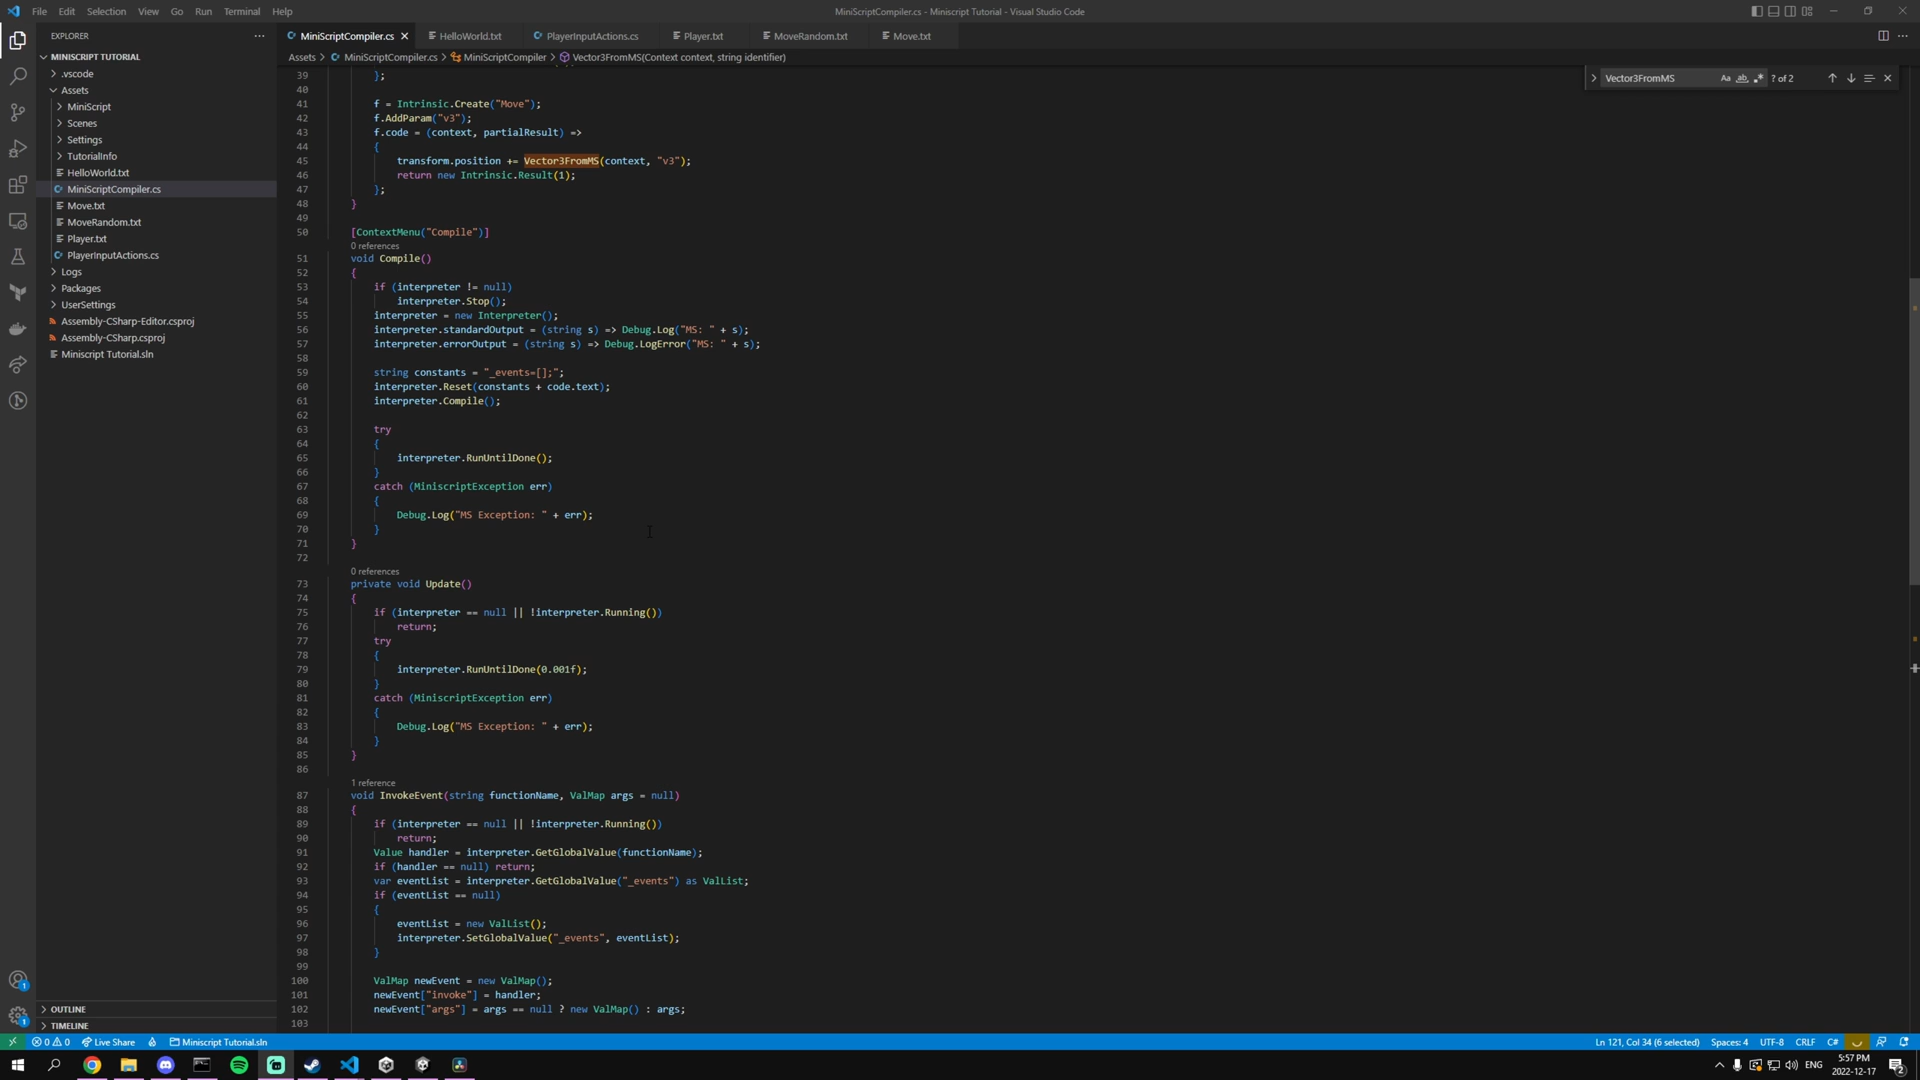 File Edit Selection View Go Run Terminal Help
MiniScriptCompiler.cs - Miniscript Tutorial - Visual Studio Code
EXPLORER
MINISCRIPT TUTORIAL
.vscode
Assets
MiniScript
Scenes
Settings
TutorialInfo
HelloWorld.txt
MiniScriptCompiler.cs
Move.txt
MoveRandom.txt
Player.txt
PlayerInputActions.cs
Logs
Packages
UserSettings
Assembly-CSharp-Editor.csproj
Assembly-CSharp.csproj
Miniscript Tutorial.sln
OUTLINE
TIMELINE
MiniScriptCompiler.cs HelloWorld.txt PlayerInputActions.cs Player.txt MoveRandom.txt Move.txt
Assets > MiniScriptCompiler.cs > MiniScriptCompiler > Vector3FromMS(Context context, string identifier)
Vector3FromMS Aa ab ? of 2
39 };
40
41 f = Intrinsic.Create("Move");
42 f.AddParam("v3");
43 f.code = (context, partialResult) =>
44 {
45 transform.position += Vector3FromMS(context, "v3");
46 return new Intrinsic.Result(1);
47 };
48 }
49
50 [ContextMenu("Compile")]
0 references
51 void Compile()
52 {
53 if (interpreter != null)
54 interpreter.Stop();
55 interpreter = new Interpreter();
56 interpreter.standardOutput = (string s) => Debug.Log("MS: " + s);
57 interpreter.errorOutput = (string s) => Debug.LogError("MS: " + s);
58
59 string constants = "_events=[];";
60 interpreter.Reset(constants + code.text);
61 interpreter.Compile();
62
63 try
64 {
65 interpreter.RunUntilDone();
66 }
67 catch (MiniscriptException err)
68 {
69 Debug.Log("MS Exception: " + err);
70 }
71 }
72
0 references
73 private void Update()
74 {
75 if (interpreter == null || !interpreter.Running())
76 return;
77 try
78 {
79 interpreter.RunUntilDone(0.001f);
80 }
81 catch (MiniscriptException err)
82 {
83 Debug.Log("MS Exception: " + err);
84 }
85 }
86
1 reference
87 void InvokeEvent(string functionName, ValMap args = null)
88 {
89 if (interpreter == null || !interpreter.Running())
90 return;
91 Value handler = interpreter.GetGlobalValue(functionName);
92 if (handler == null) return;
93 var eventList = interpreter.GetGlobalValue("_events") as ValList;
94 if (eventList == null)
95 {
96 eventList = new ValList();
97 interpreter.SetGlobalValue("_events", eventList);
98 }
99
100 ValMap newEvent = new ValMap();
101 newEvent["invoke"] = handler;
102 newEvent["args"] = args == null ? new ValMap() : args;
103
0 0 Live Share Miniscript Tutorial.sln
Ln 121, Col 34 (6 selected) Spaces: 4 UTF-8 CRLF C#
ENG
5:57 PM
2022-12-17